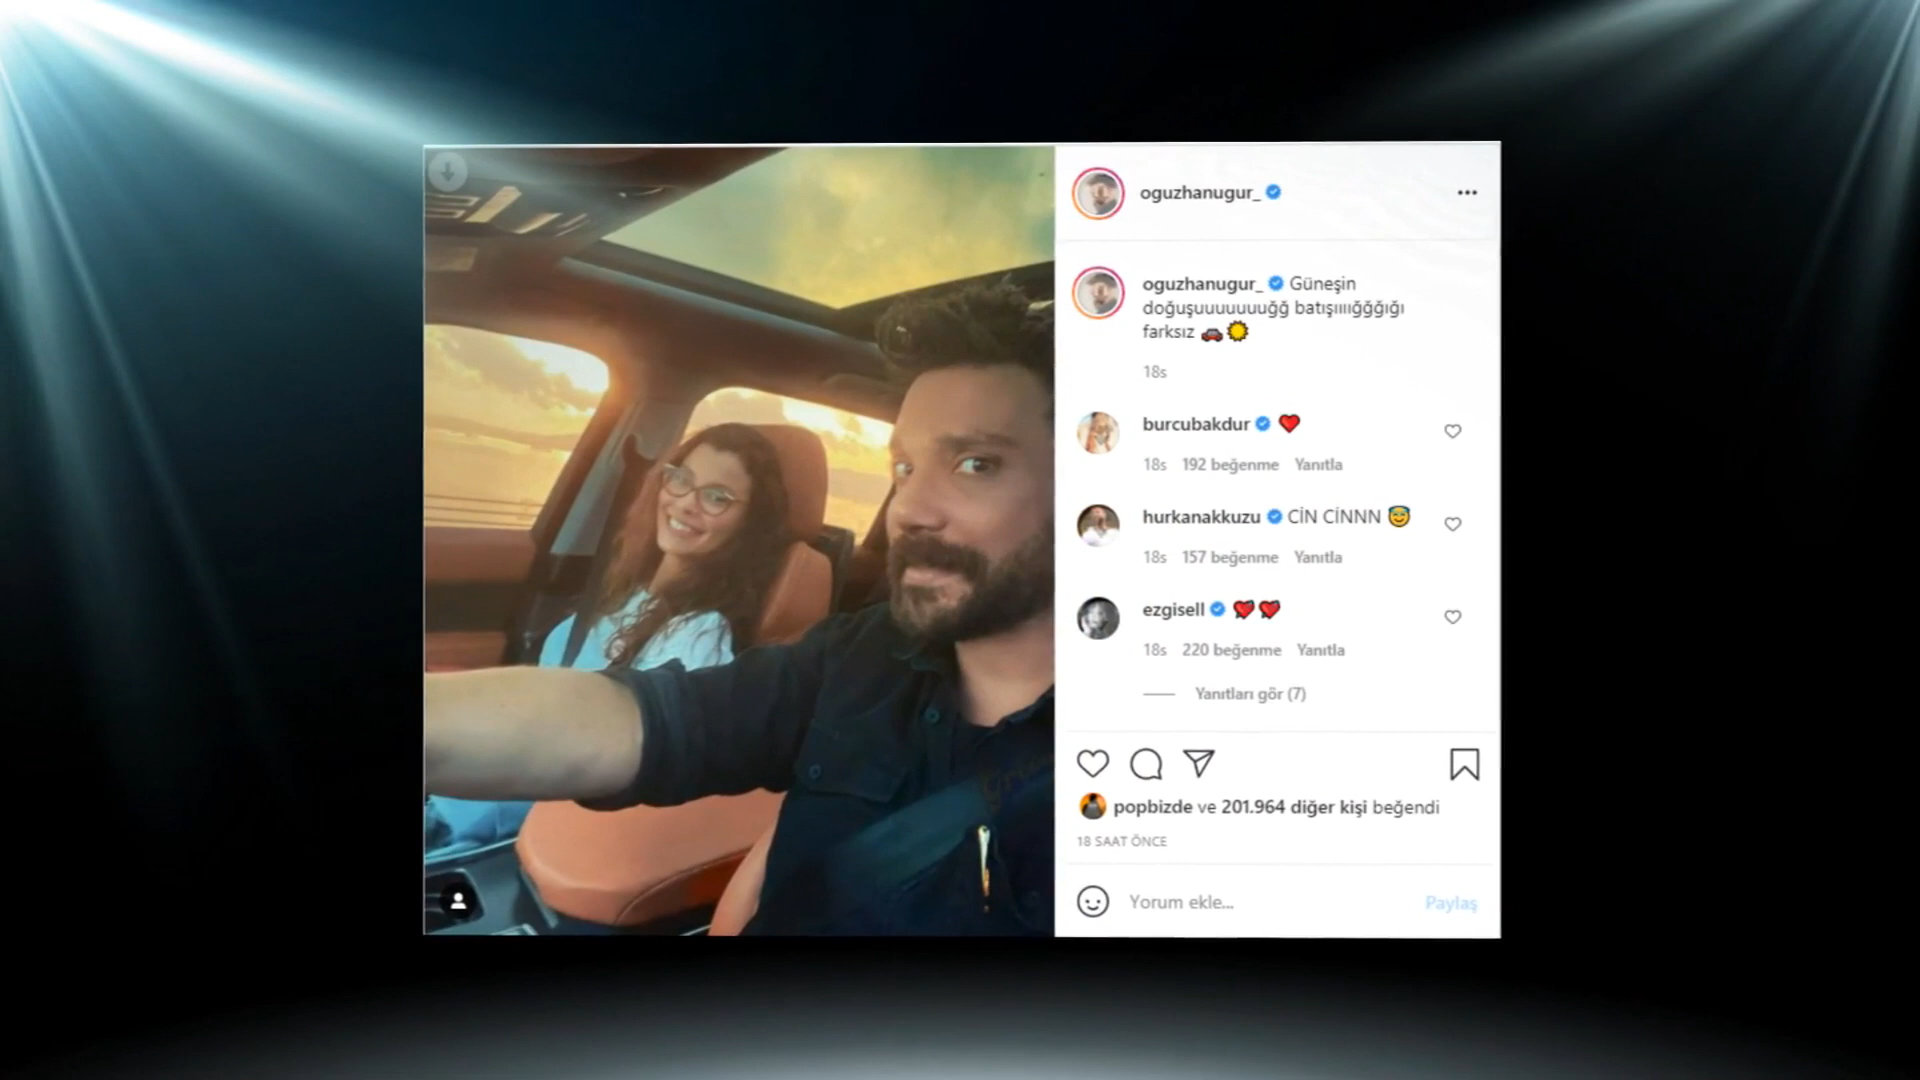 oguzhanugur_
oguzhanugur_ Güneşin
doğuşuuuuuuuğğ batışıııığğğığı
farksız 🚗☀️
18s
burcubakdur ❤️
18s 192 beğenme Yanıtla
hurkanakkuzu CİN CİNNN 😇
18s 157 beğenme Yanıtla
ezgisell ❤️❤️
18s 220 beğenme Yanıtla
Yanıtları gör (7)
popbizde ve 201.964 diğer kişi beğendi
18 SAAT ÖNCE
Yorum ekle...
Paylaş